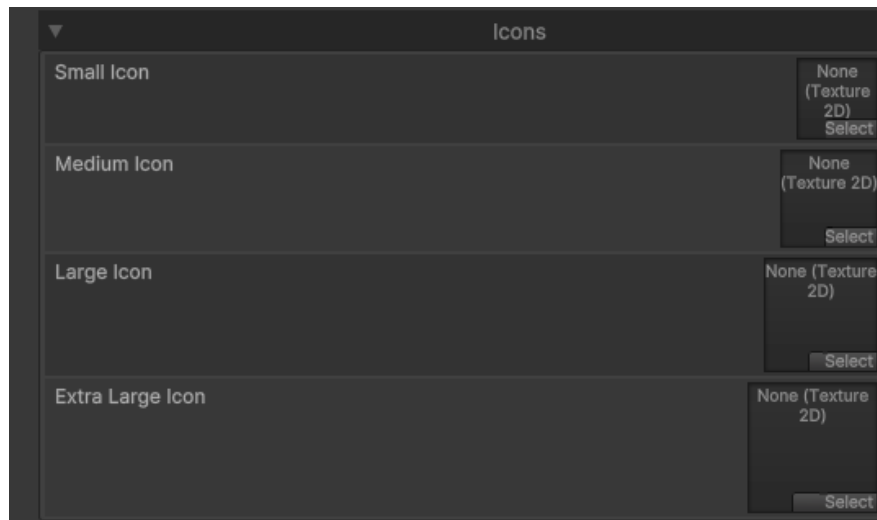 Icons
Small Icon
None
(Texture
2D)
Select
Medium Icon
None
(Texture 2D)
Select
Large Icon
None (Texture
2D)
Select
Extra Large Icon
None (Texture
2D)
Select